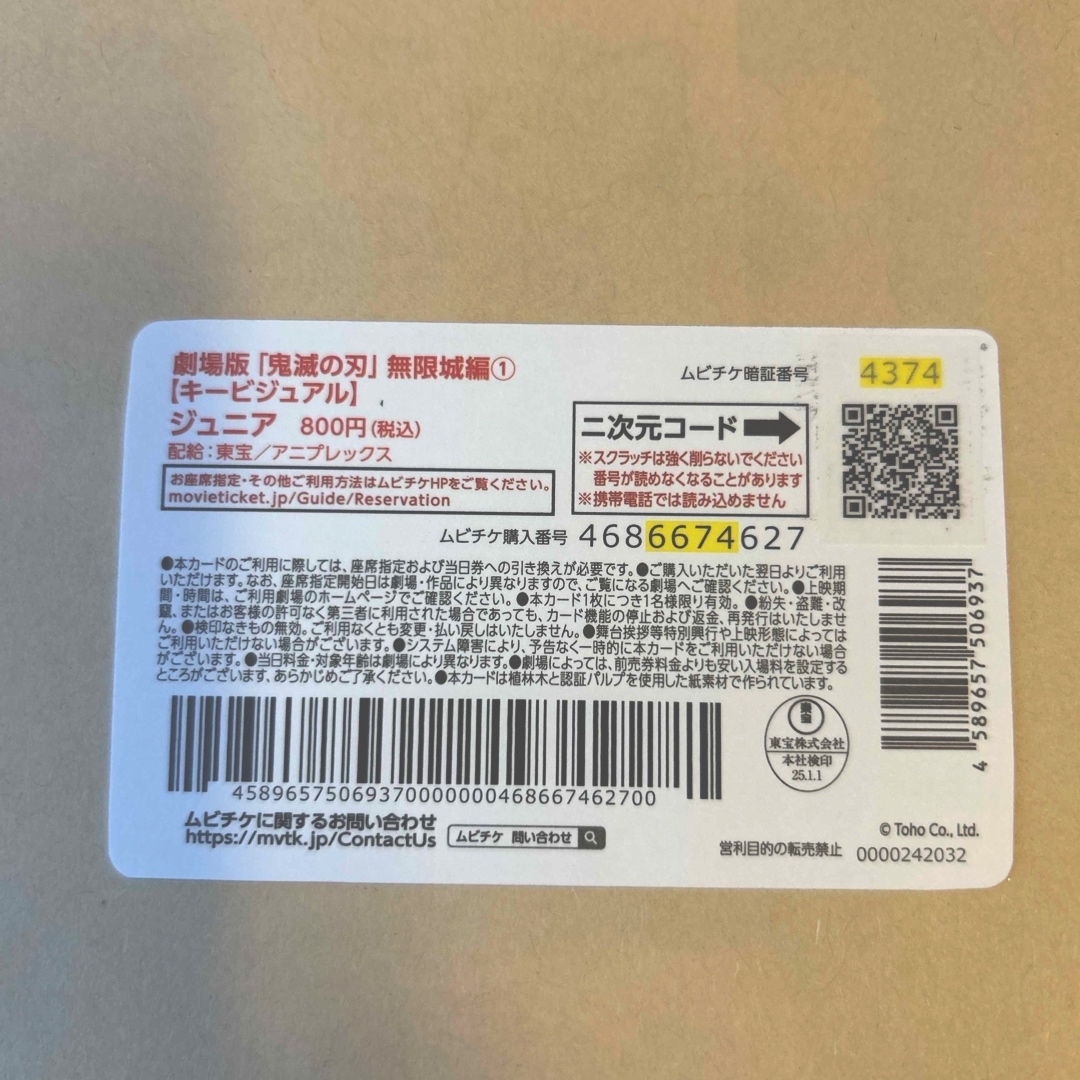 劇場版「鬼滅の刃」無限城編①
【キービジュアル】
ジュニア 800円(税込)
配給:東宝/アニプレックス
お座席指定・その他ご利用方法はムビチケHPをご覧ください。
movieticket.jp/Guide/Reservation
ムビチケ暗証番号 4374
二次元コード
※スクラッチは強く削らないでください
番号が読めなくなることがあります
※携帯電話では読み込めません
ムビチケ購入番号 4686674627
●本カードのご利用に際しては、座席指定および当日券への引き換えが必要です。●ご購入いただいた翌日よりご利用
いただけます。なお、座席指定開始日は劇場・作品により異なりますので、ご覧になる劇場へご確認ください。●上映期
間・時間は、ご利用劇場のホームページでご確認ください。●本カード1枚につき1名様限り有効。●紛失・盗難・改
竄、またはお客様の許可なく第三者に利用された場合であっても、カード機能の停止および返金、再発行はいたしませ
ん。●検印なきもの無効。ご利用なくとも変更・払い戻しはいたしません。●舞台挨拶等特別興行や上映形態によっては
ご利用いただけない場合がございます。●システム障害により、予告なく一時的に本カードをご利用いただけない場合
がございます。●当日料金・対象年齢は劇場により異なります。●劇場によっては、前売券料金よりも安い入場料を設定する
ところがございます、あらかじめご了承ください。●本カードは植林木と認証パルプを使用した紙素材で作られています。
4589657506937000000046866746270​0
4 589657 506937
東宝
東宝株式会社
本社検印
25.1.1
ムビチケに関するお問い合わせ
https://mvtk.jp/ContactUs
ムビチケ 問い合わせ
© Toho Co., Ltd.
営利目的の転売禁止 0000242032